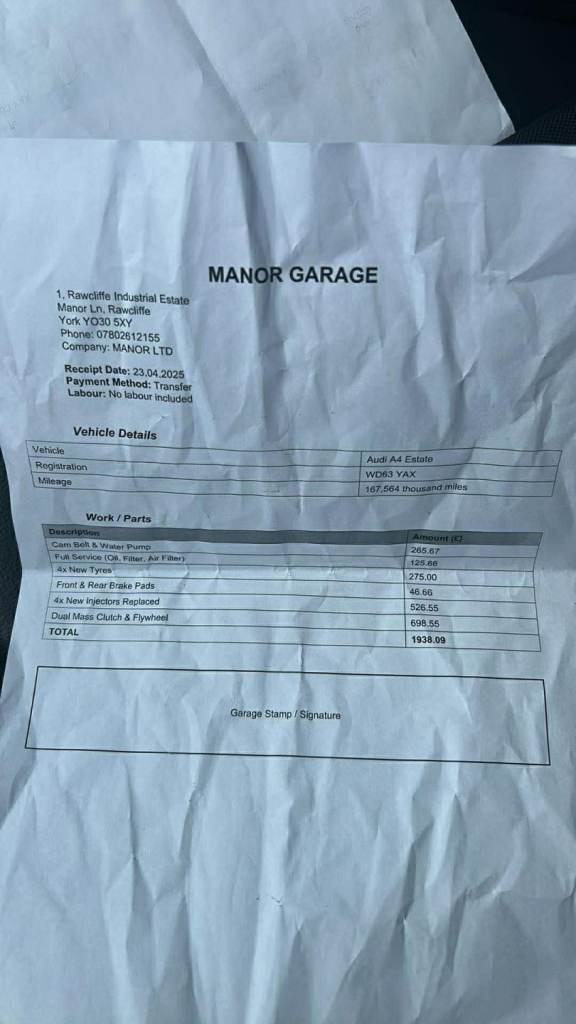 MANOR GARAGE
1, Rawcliffe Industrial Estate
Manor Ln, Rawcliffe
York YO30 5XY
Phone: 07802612155
Company: MANOR LTD
Receipt Date: 23.04.2025
Payment Method: Transfer
Labour: No labour included
Vehicle Details
Vehicle Audi A4 Estate
Registration WD63 YAX
Mileage 167,564 thousand miles
Work / Parts
Description Amount (£)
Cam Belt & Water Pump 265.67
Full Service (Oil, Filter, Air Filter) 125.66
4x New Tyres 275.00
Front & Rear Brake Pads 46.66
4x New Injectors Replaced 526.55
Dual Mass Clutch & Flywheel 698.55
TOTAL 1938.09
Garage Stamp / Signature